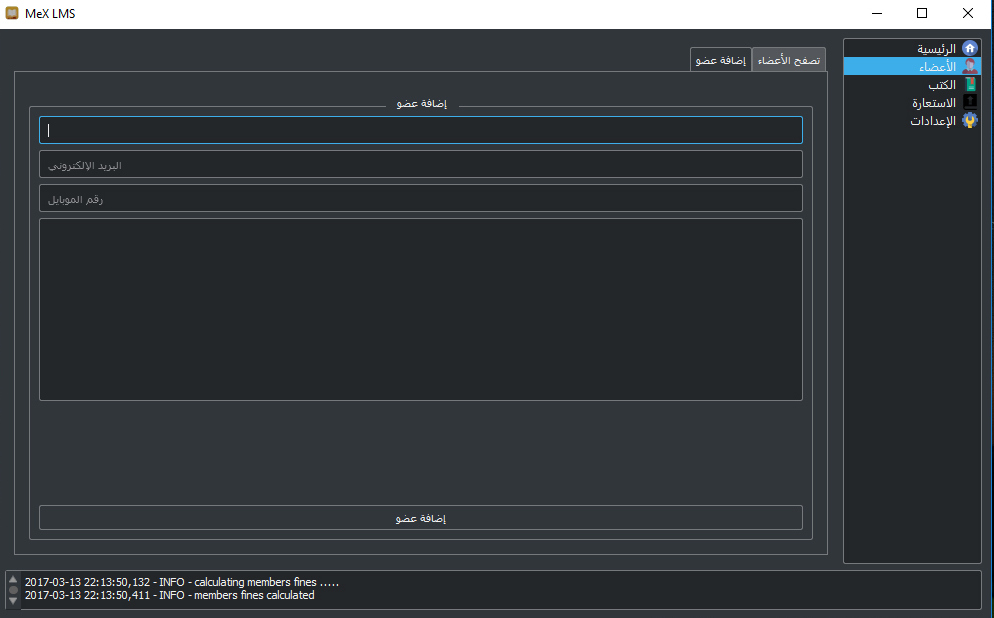 MeX LMS
الرئيسية
الأعضاء
الكتب
الاستعارة
الإعدادات
تصفح الأعضاء
إضافة عضو
إضافة عضو
البريد الإلكتروني
رقم الموبايل
إضافة عضو
2017-03-13 22:13:50,132 - INFO - calculating members fines .....
2017-03-13 22:13:50,411 - INFO - members fines calculated